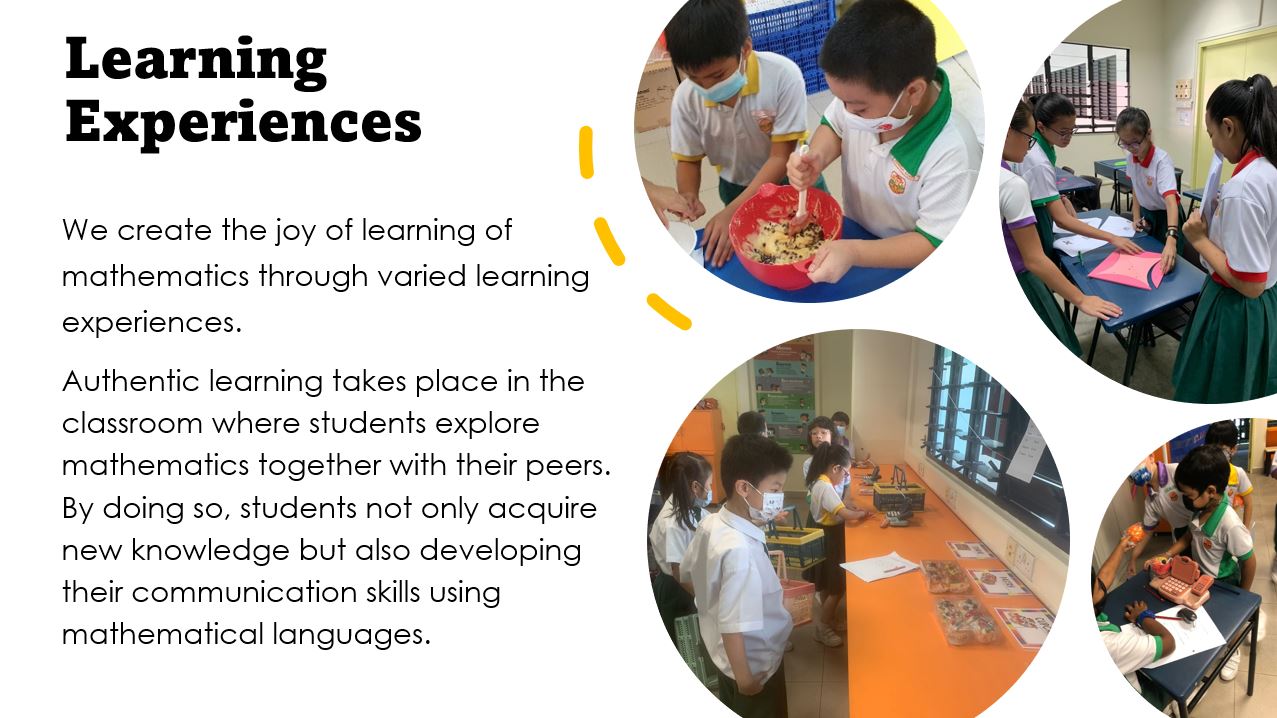 Learning
Experiences
We create the joy of learning of
mathematics through varied learning
experiences.
Authentic learning takes place in the
classroom where students explore
mathematics together with their peers.
By doing so, students not only acquire
new knowledge but also developing
their communication skills using
mathematical languages.